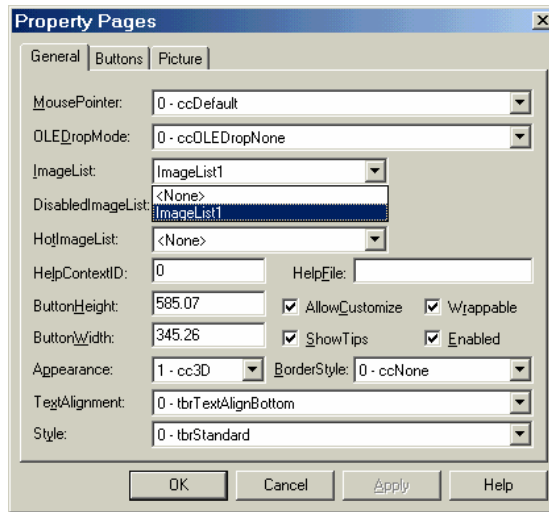 Property Pages
General Buttons Picture
MousePointer: 0 - ccDefault
OLEDropMode: 0 - ccOLEDropNone
ImageList: ImageList1
<None>
DisabledImageList: ImageList1
HotImageList: <None>
HelpContextID: 0 HelpFile:
ButtonHeight: 585.07 AllowCustomize Wrappable
ButtonWidth: 345.26 ShowTips Enabled
Appearance: 1 - cc3D BorderStyle: 0 - ccNone
TextAlignment: 0 - tbrTextAlignBottom
Style: 0 - tbrStandard
OK Cancel Apply Help